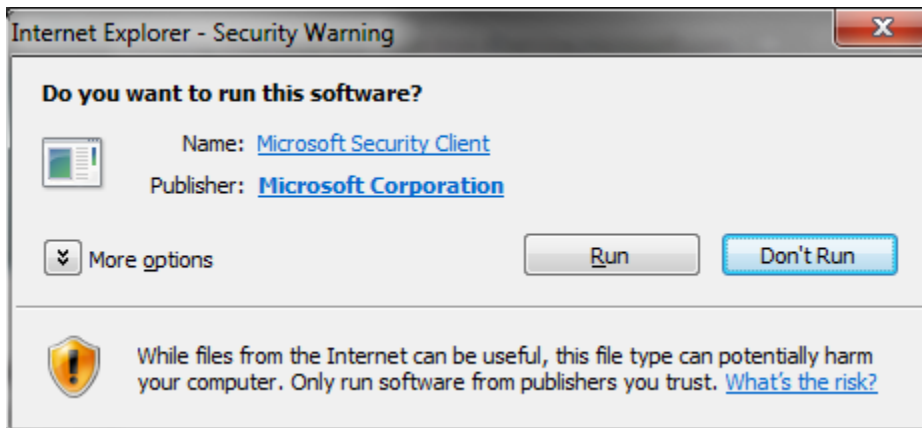 Internet Explorer - Security Warning
Do you want to run this software?
Name: Microsoft Security Client
Publisher: Microsoft Corporation
More options
Run
Don't Run
While files from the Internet can be useful, this file type can potentially harm
your computer. Only run software from publishers you trust. What's the risk?